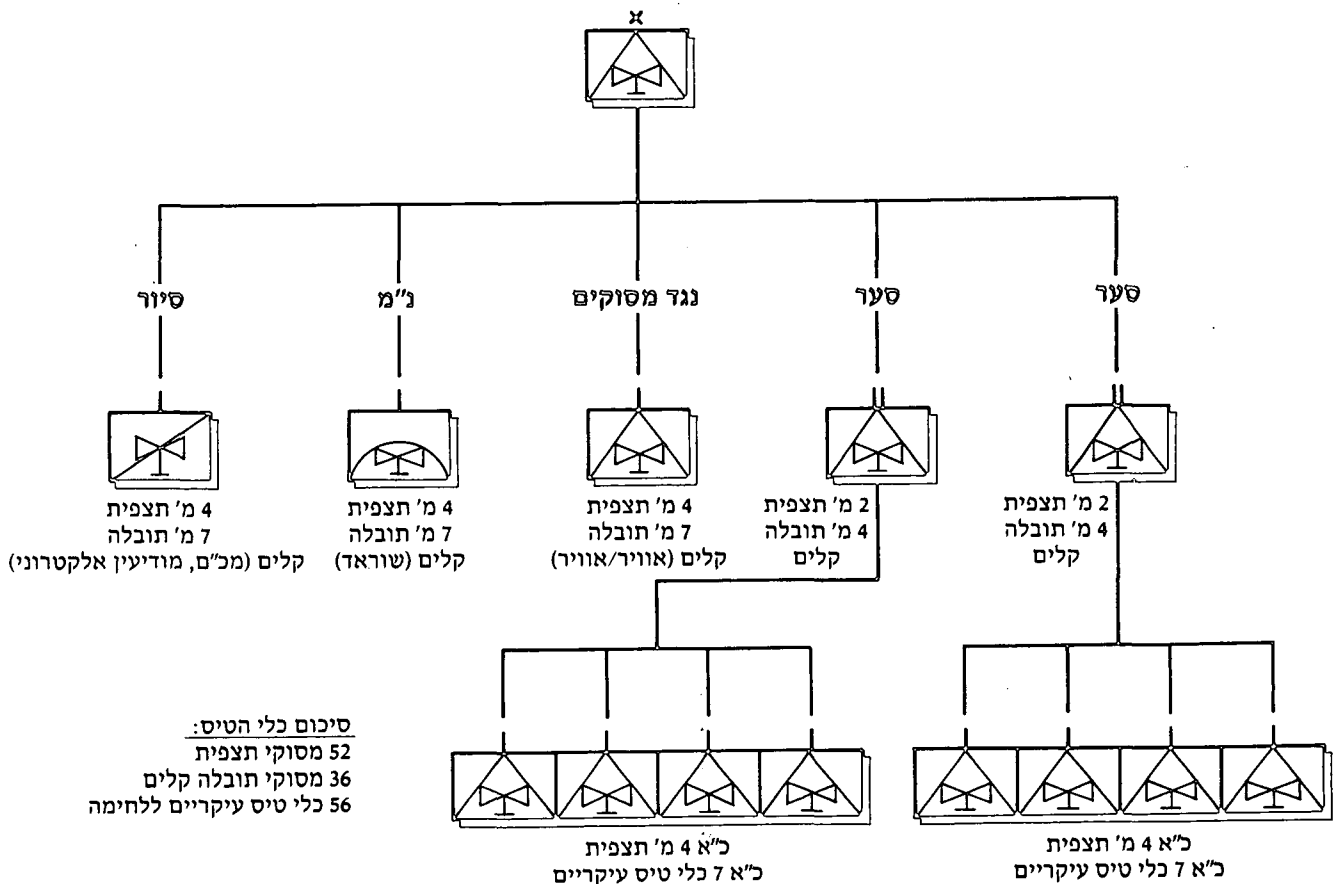 סער
סער
נגד מסוקים
נ"מ
סיור
2 מ' תצפית
4 מ' תובלה
קלים
2 מ' תצפית
4 מ' תובלה
קלים
4 מ' תצפית
7 מ' תובלה
קלים (אוויר/אוויר)
4 מ' תצפית
7 מ' תובלה
קלים (שוראד)
4 מ' תצפית
7 מ' תובלה
קלים (מכ"ם, מודיעין אלקטרוני)
כ"א 4 מ' תצפית
כ"א 7 כלי טיס עיקריים
כ"א 4 מ' תצפית
כ"א 7 כלי טיס עיקריים
סיכום כלי הטיס:
52 מסוקי תצפית
36 מסוקי תובלה קלים
56 כלי טיס עיקריים ללחימה